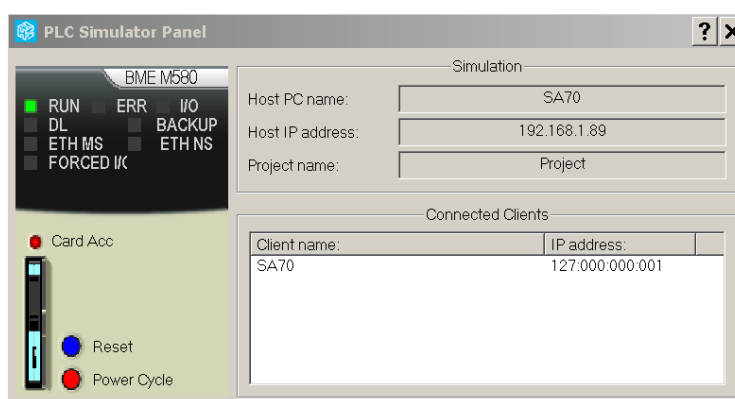 PLC Simulator Panel
?
BME M580
RUN ERR I/O
DL BACKUP
ETH MS ETH NS
FORCED I/O
Card Acc
Reset
Power Cycle
Simulation
Host PC name: SA70
Host IP address: 192.168.1.89
Project name: Project
Connected Clients
Client name: IP address:
SA70 127:000:000:001